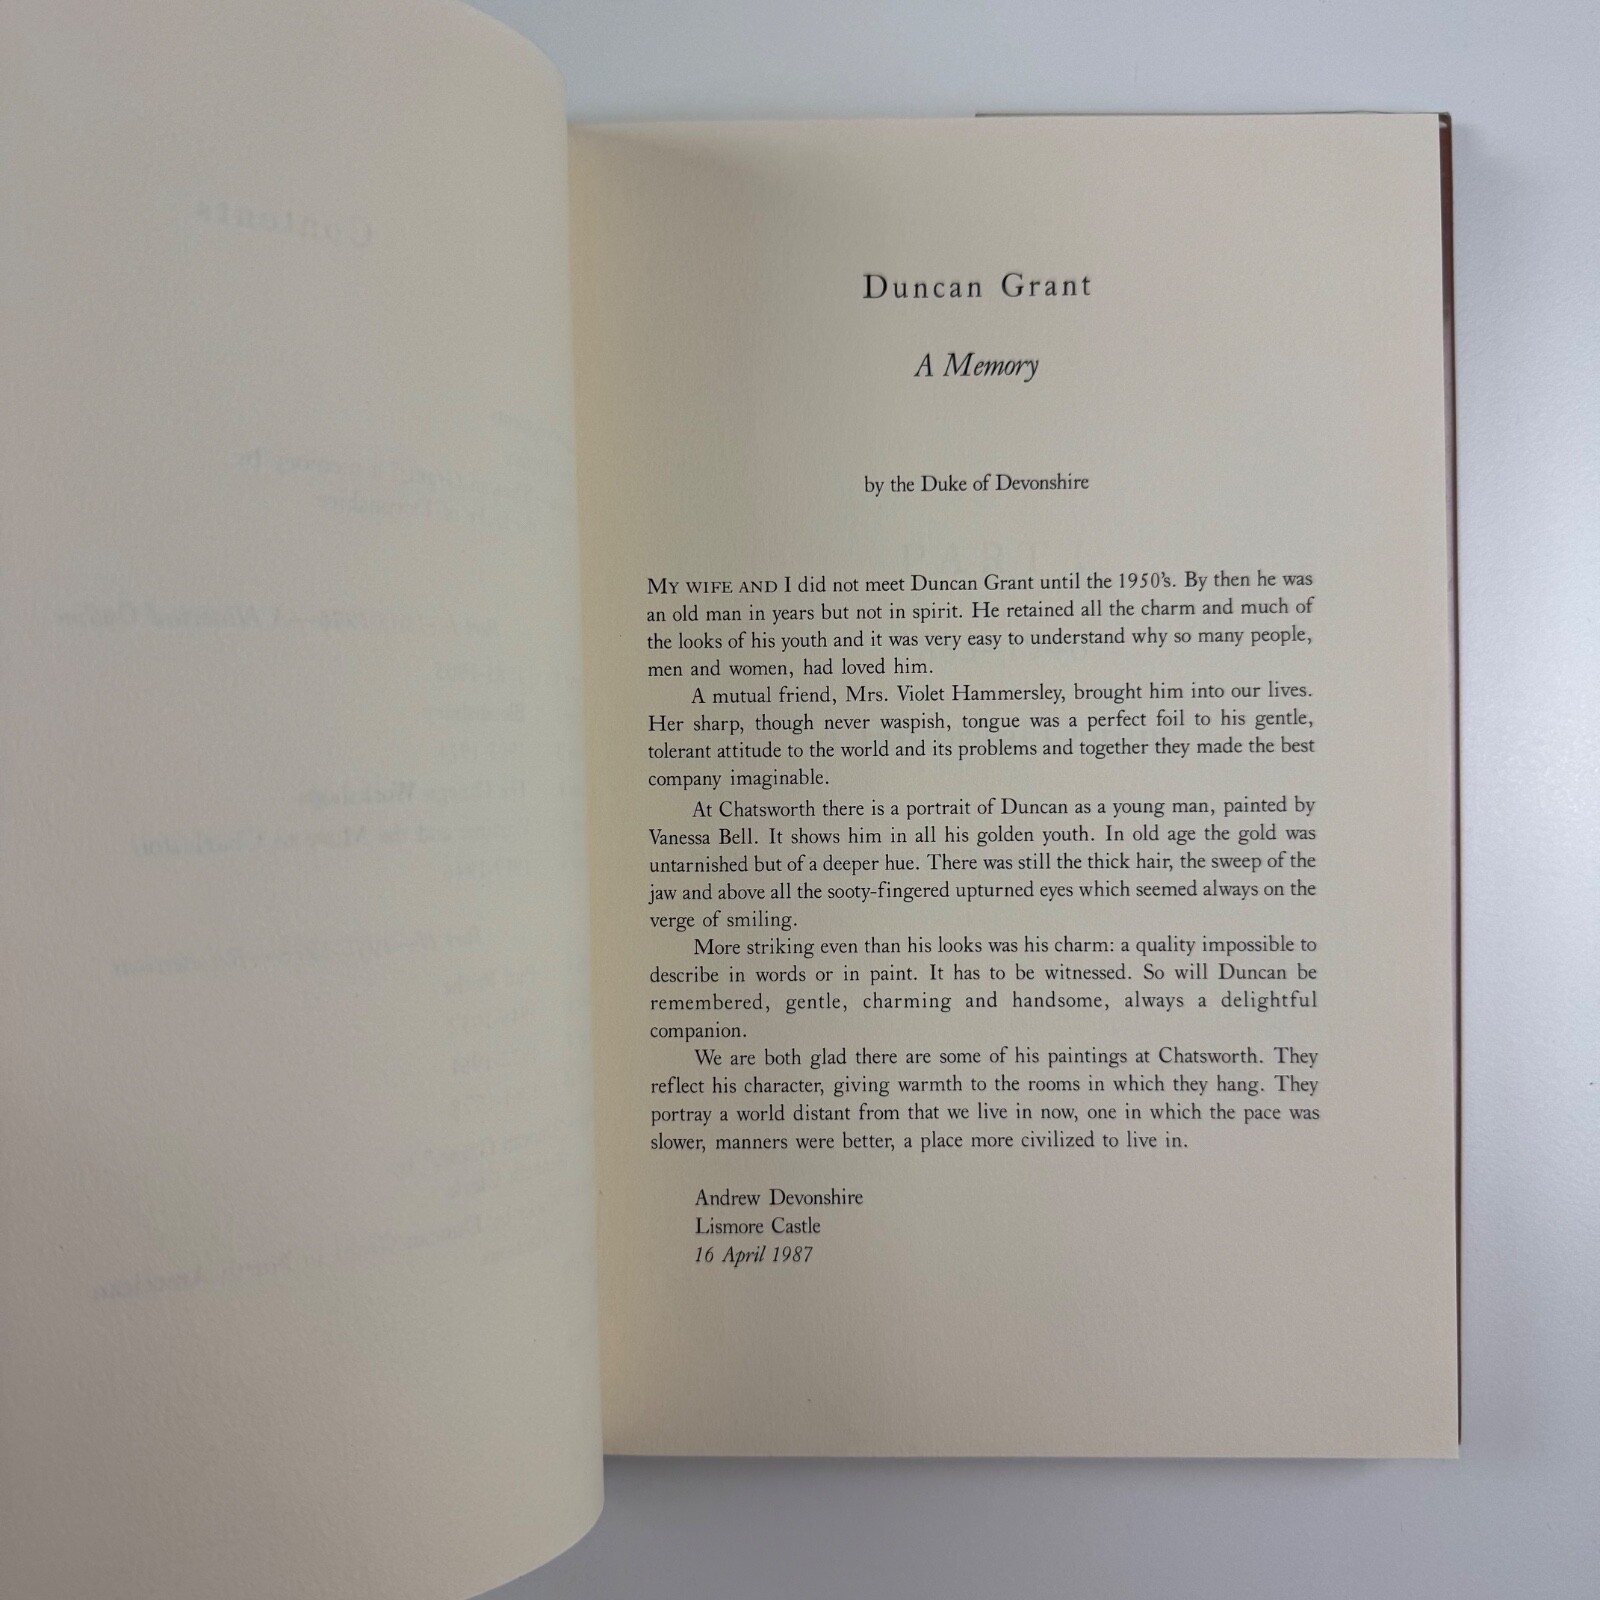 Contents
Duncan Grant
A Memory
by the Duke of Devonshire
MY WIFE AND I did not meet Duncan Grant until the 1950's. By then he was
an old man in years but not in spirit. He retained all the charm and much of
the looks of his youth and it was very easy to understand why so many people,
men and women, had loved him.
A mutual friend, Mrs. Violet Hammersley, brought him into our lives.
Her sharp, though never waspish, tongue was a perfect foil to his gentle,
tolerant attitude to the world and its problems and together they made the best
company imaginable.
At Chatsworth there is a portrait of Duncan as a young man, painted by
Vanessa Bell. It shows him in all his golden youth. In old age the gold was
untarnished but of a deeper hue. There was still the thick hair, the sweep of the
jaw and above all the sooty-fingered upturned eyes which seemed always on the
verge of smiling.
More striking even than his looks was his charm: a quality impossible to
describe in words or in paint. It has to be witnessed. So will Duncan be
remembered, gentle, charming and handsome, always a delightful
companion.
We are both glad there are some of his paintings at Chatsworth. They
reflect his character, giving warmth to the rooms in which they hang. They
portray a world distant from that we live in now, one in which the pace was
slower, manners were better, a place more civilized to live in.
Andrew Devonshire
Lismore Castle
16 April 1987